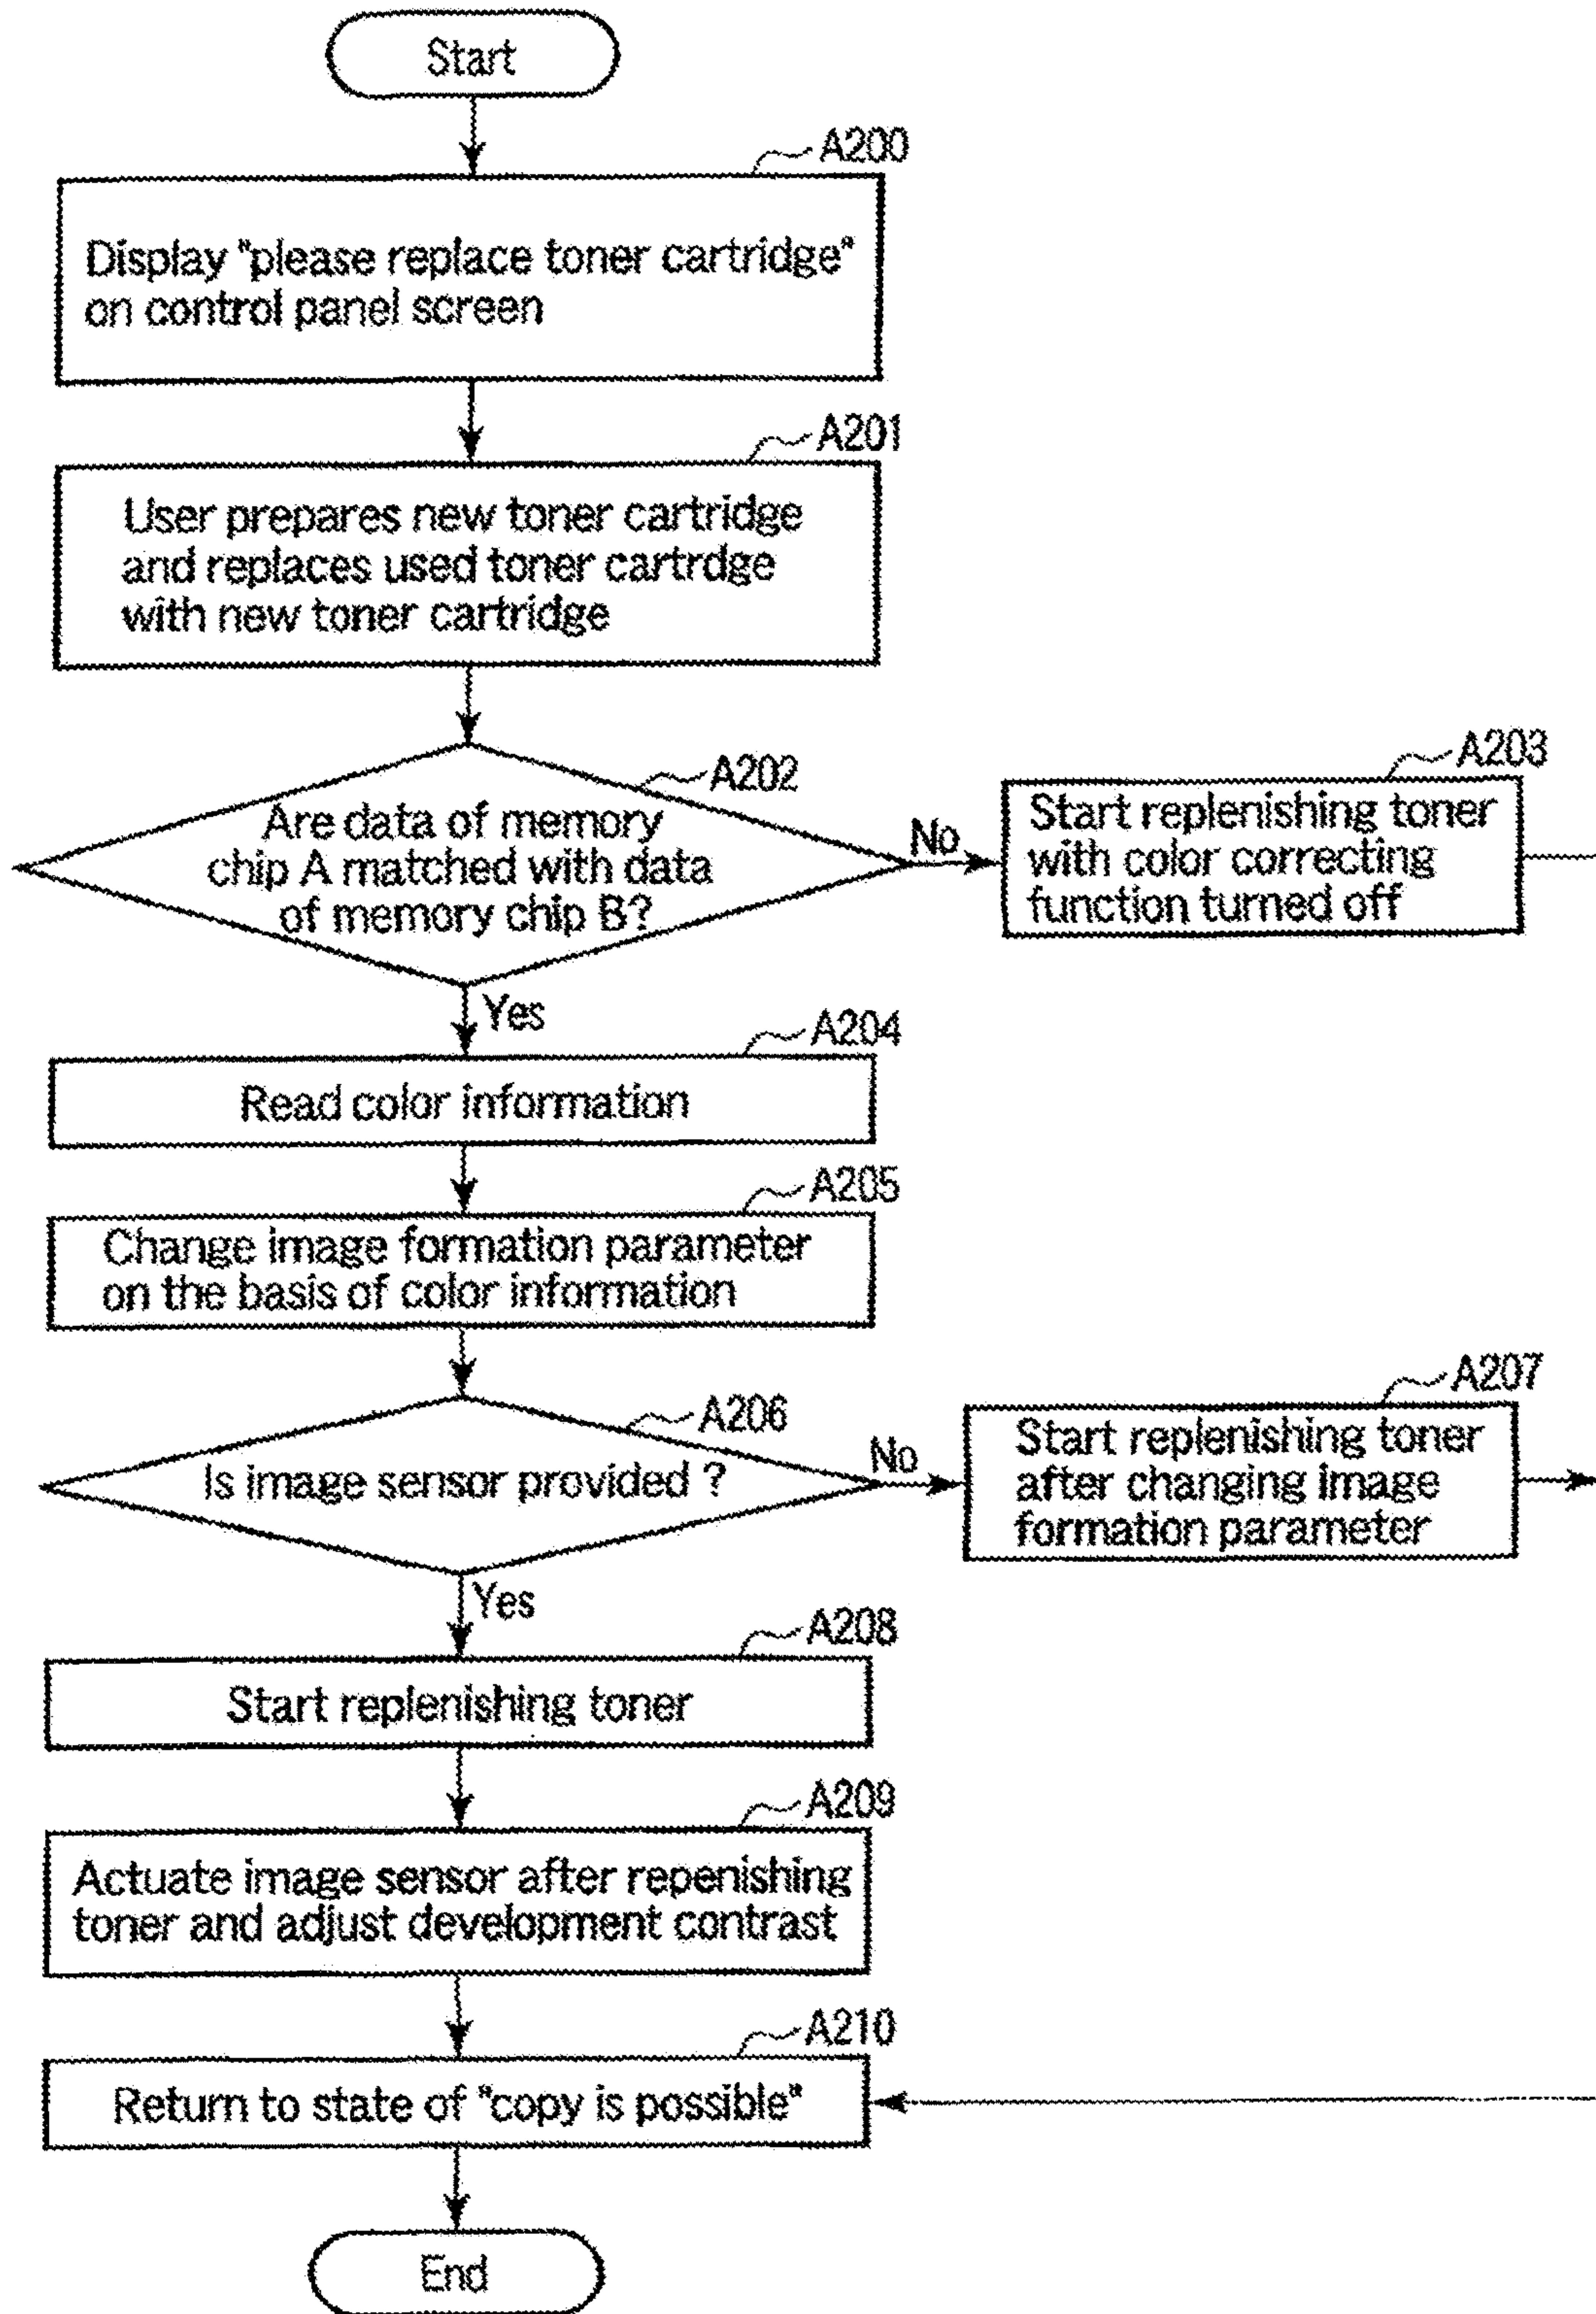 Start
A200
Display "please replace toner cartridge"
on control panel screen
A201
User prepares new toner cartridge
and replaces used toner cartrdge
with new toner cartridge
A202
Are data of memory
chip A matched with data
of memory chip B?
No
A203
Start replenishing toner
with color correcting
function turned off
Yes
A204
Read color information
A205
Change image formation parameter
on the basis of color information
A206
Is image sensor provided ?
No
A207
Start replenishing toner
after changing image
formation parameter
Yes
A208
Start replenishing toner
A209
Actuate image sensor after repenishing
toner and adjust development contrast
A210
Return to state of "copy is possible"
End